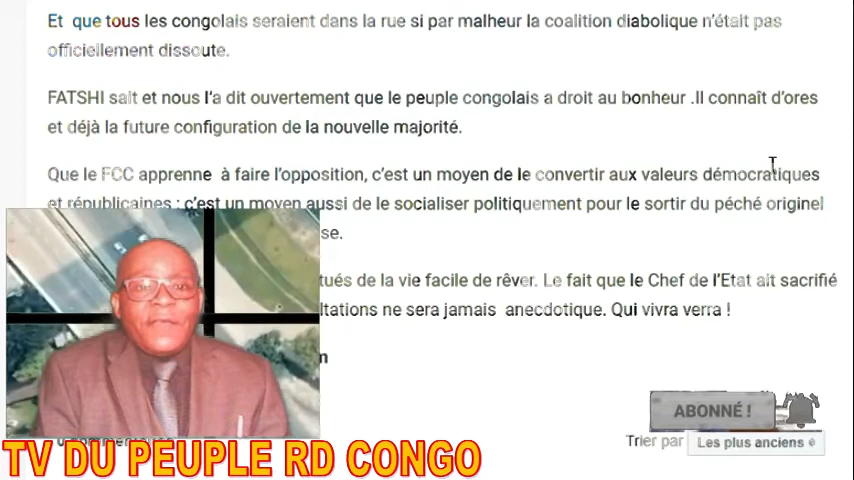 Et que tous les congolais seraient dans la rue si par malheur la coalition diabolique n'était pas
officiellement dissoute.
FATSHI sait et nous l'a dit ouvertement que le peuple congolais a droit au bonheur .Il connaît d'ores
et déjà la future configuration de la nouvelle majorité.
Que le FCC apprenne à faire l'opposition, c'est un moyen de le convertir aux valeurs démocratiques
et républicaines ; c'est un moyen aussi de le socialiser politiquement pour le sortir du péché originel
se.
tués de la vie facile de rêver. Le fait que le Chef de l'Etat ait sacrifié
ltations ne sera jamais anecdotique. Qui vivra verra !
m
ABONNÉ !
Trier par Les plus anciens
TV DU PEUPLE RD CONGO